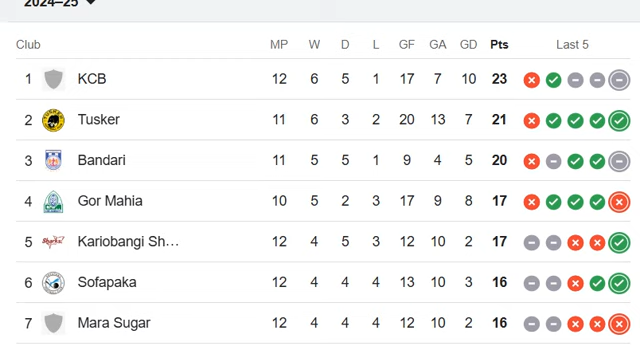 2024–25
Club MP W D L GF GA GD Pts Last 5
1 KCB 12 6 5 1 17 7 10 23
2 Tusker 11 6 3 2 20 13 7 21
3 Bandari 11 5 5 1 9 4 5 20
4 Gor Mahia 10 5 2 3 17 9 8 17
5 Kariobangi Sh... 12 4 5 3 12 10 2 17
6 Sofapaka 12 4 4 4 13 10 3 16
7 Mara Sugar 12 4 4 4 12 10 2 16